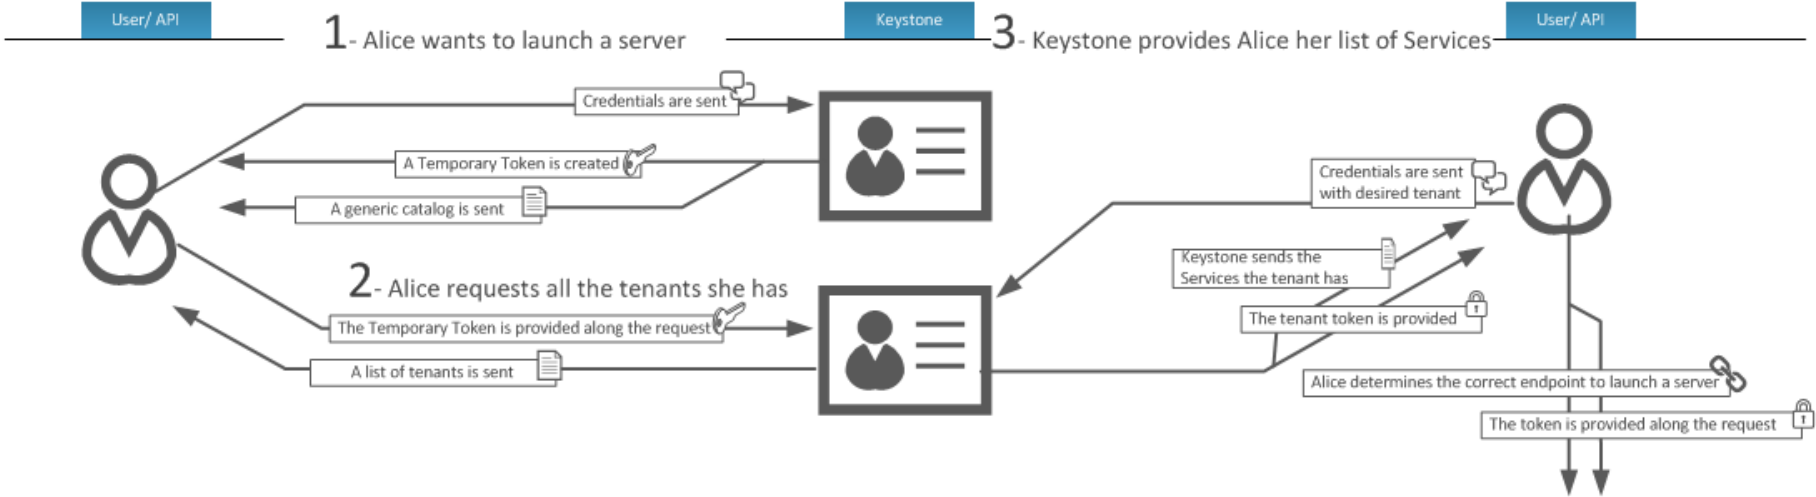 User/ API
Keystone
User/ API
1- Alice wants to launch a server
3- Keystone provides Alice her list of Services
Credentials are sent
A Temporary Token is created
A generic catalog is sent
2- Alice requests all the tenants she has
The Temporary Token is provided along the request
A list of tenants is sent
Credentials are sent
with desired tenant
Keystone sends the
Services the tenant has
The tenant token is provided
Alice determines the correct endpoint to launch a server
The token is provided along the request